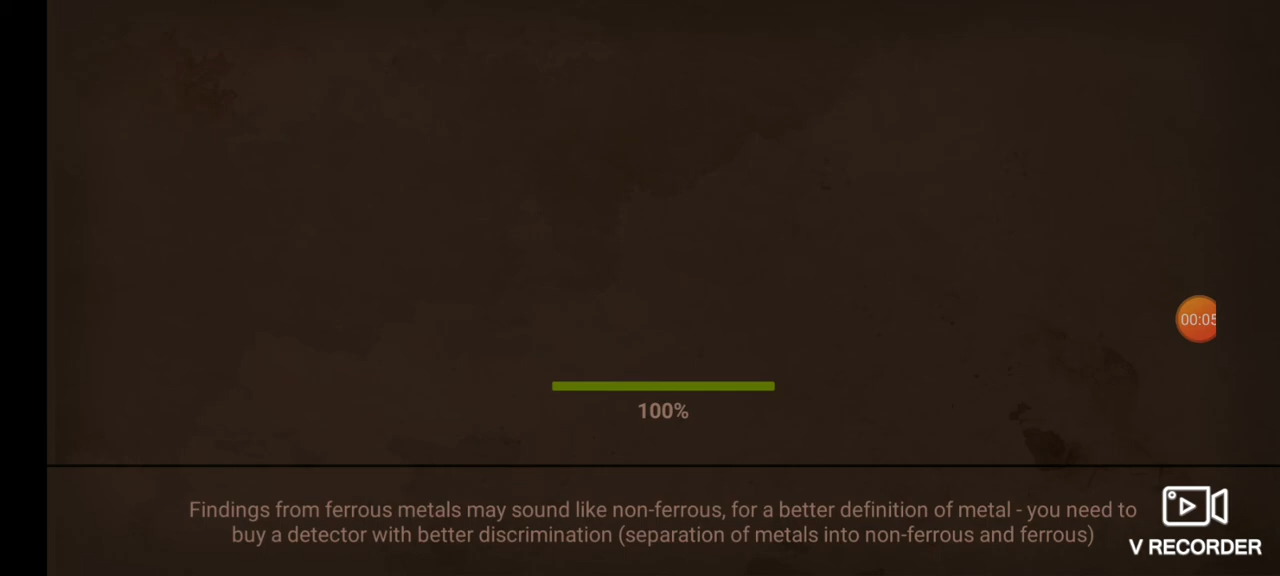 00:05
100%
Findings from ferrous metals may sound like non-ferrous, for a better definition of metal - you need to
buy a detector with better discrimination (separation of metals into non-ferrous and ferrous)
V RECORDER